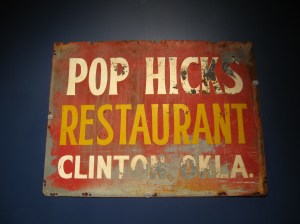 POP HICKS
RESTAURANT
CLINTON, OKLA.